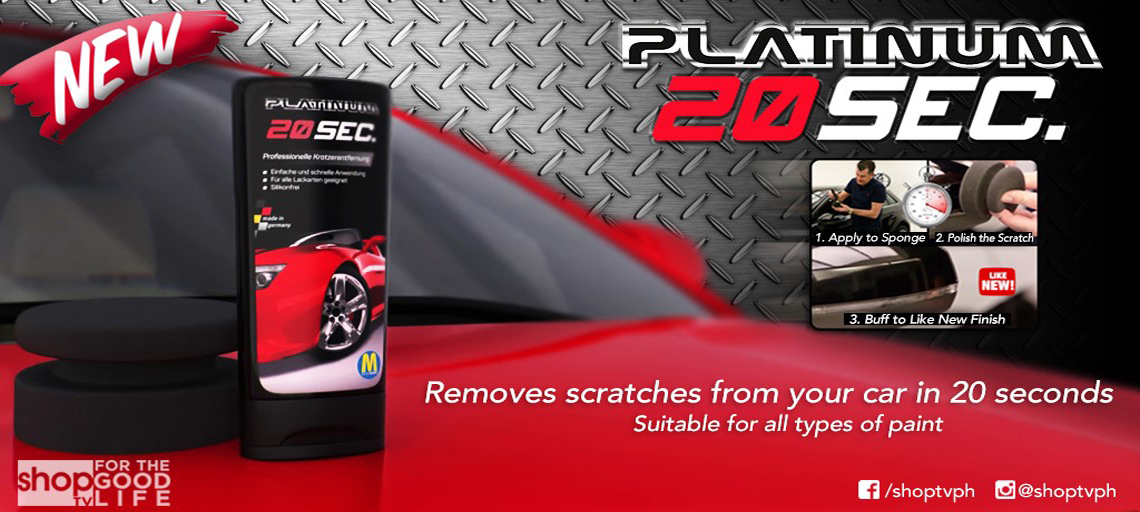 NEW
PLATINUM
20 SEC.
PLATINUM
20 SEC.
Professionelle Kratzerentfernung
Einfache und schnelle Anwendung
Für alle Lackarten geeignet
Silikonfrei
made in
germany
M
1. Apply to Sponge
2. Polish the Scratch
LIKE
NEW!
3. Buff to Like New Finish
Removes scratches from your car in 20 seconds
Suitable for all types of paint
shop
TV
FOR THE
GOOD
LIFE
/shoptvph
@shoptvph